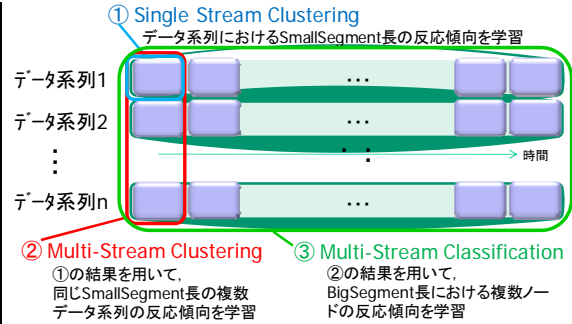 ① Single Stream Clustering
データ系列におけるSmallSegment長の反応傾向を学習
データ系列1
…
データ系列2
⋮
時間
データ系列n
…
② Multi-Stream Clustering
①の結果を用いて,
同じSmallSegment長の複数
データ系列の反応傾向を学習
③ Multi-Stream Classification
②の結果を用いて,
BigSegment長における複数ノー
ドの反応傾向を学習